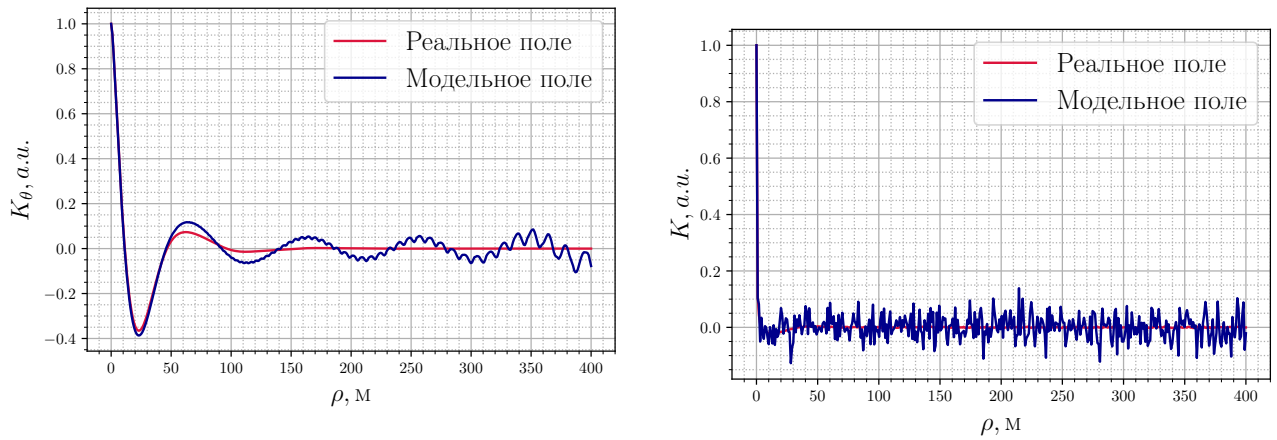 1.0
0.8
0.6
0.4
0.2
0.0
−0.2
−0.4
K_θ, a.u.
Реальное поле
Модельное поле
0 50 100 150 200 250 300 350 400
ρ, м
1.0
0.8
0.6
0.4
0.2
0.0
K, a.u.
Реальное поле
Модельное поле
0 50 100 150 200 250 300 350 400
ρ, м